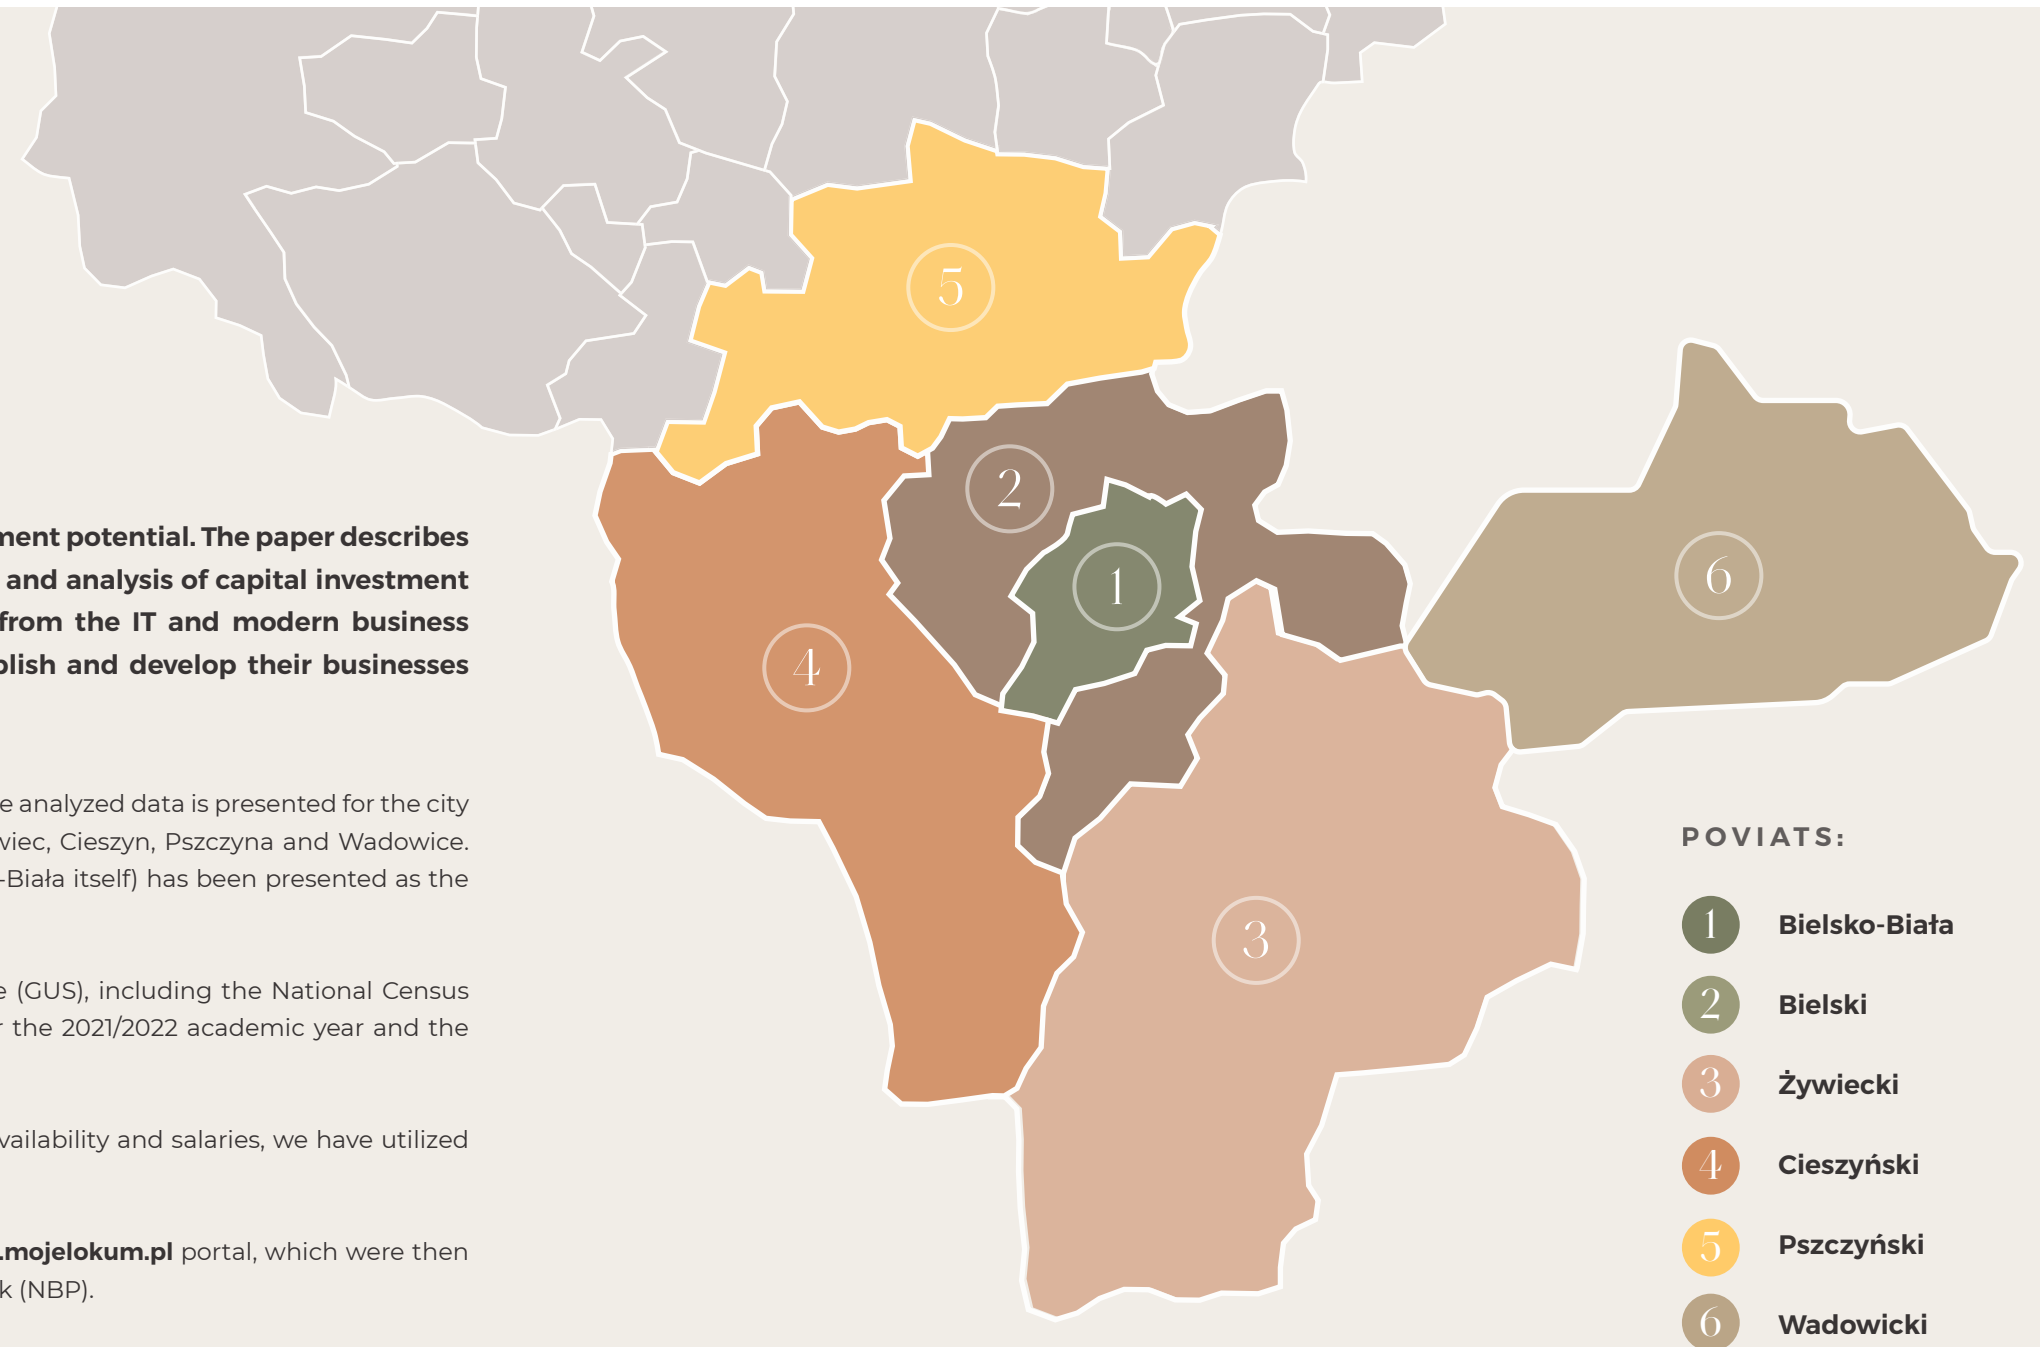 ment potential. The paper describes
and analysis of capital investment
from the IT and modern business
lish and develop their businesses
e analyzed data is presented for the city
wiec, Cieszyn, Pszczyna and Wadowice.
-Biała itself) has been presented as the
e (GUS), including the National Census
r the 2021/2022 academic year and the
vailability and salaries, we have utilized
.mojelokum.pl portal, which were then
k (NBP).
5
2
1
6
4
3
POVIATS:
1 Bielsko-Biała
2 Bielski
3 Żywiecki
4 Cieszyński
5 Pszczyński
6 Wadowicki